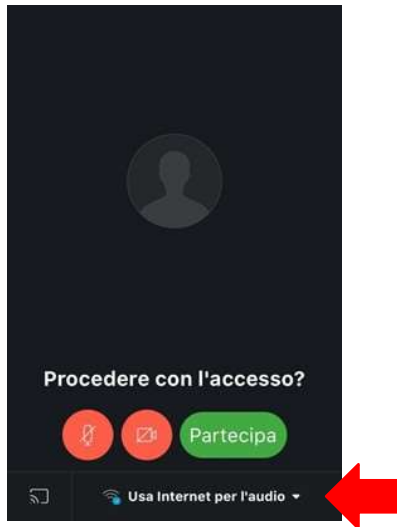 Procedere con l'accesso?
Partecipa
Usa Internet per l'audio